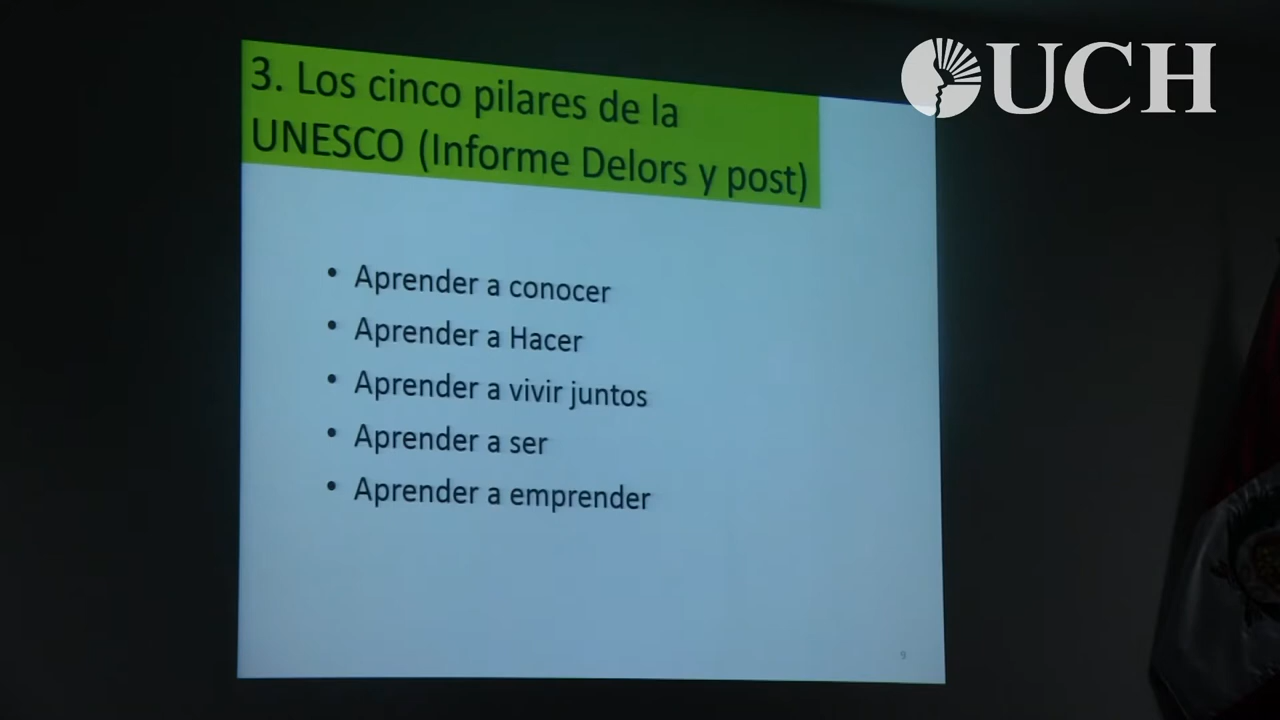 UCH
3. Los cinco pilares de la
UNESCO (Informe Delors y post)
• Aprender a conocer
• Aprender a Hacer
• Aprender a vivir juntos
• Aprender a ser
• Aprender a emprender
9